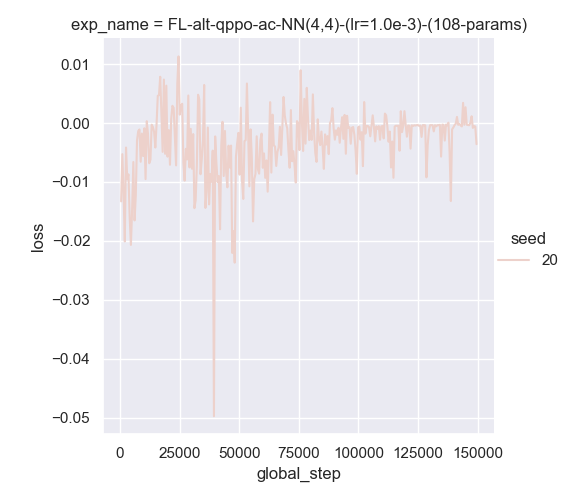 exp_name = FL-alt-qppo-ac-NN(4,4)-(lr=1.0e-3)-(108-params)
0.01
0.00
−0.01
−0.02
−0.03
−0.04
−0.05
loss
0 25000 50000 75000 100000 125000 150000
global_step
seed
20